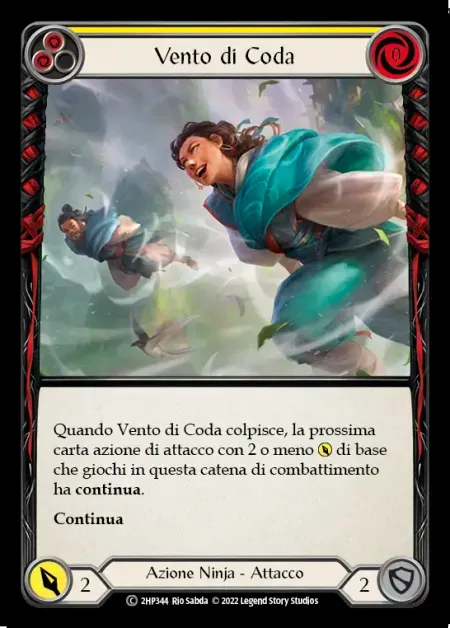 Vento di Coda
0
Quando Vento di Coda colpisce, la prossima
carta azione di attacco con 2 o meno di base
che giochi in questa catena di combattimento
ha continua.
Continua
2
Azione Ninja - Attacco
2
C 2HP344 Rio Sabda © 2022 Legend Story Studios